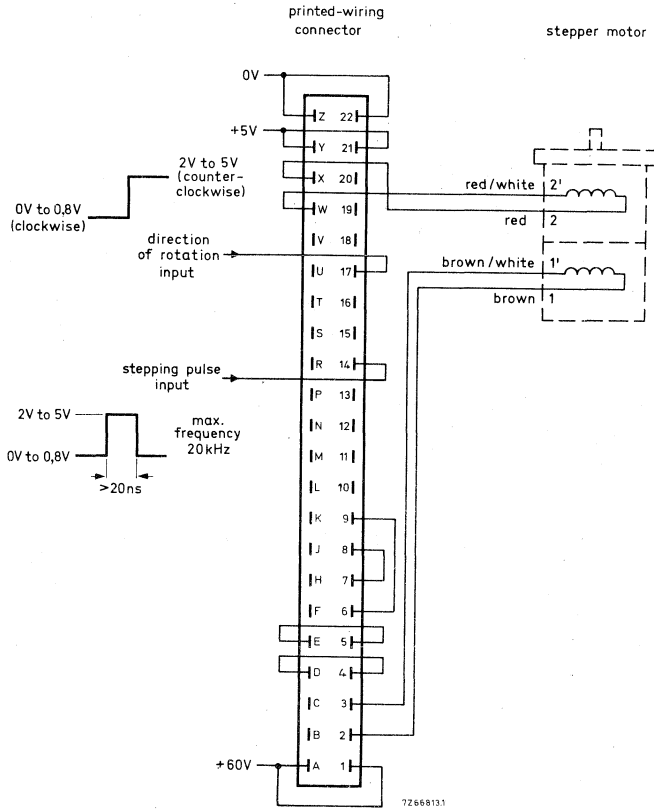 printed-wiring
connector
stepper motor
0V
Z 22
+5V
Y 21
2V to 5V
(counter-
clockwise)
X 20
red/white 2'
0V to 0,8V
(clockwise)
W 19
red 2
direction
of rotation
input
V 18
brown/white 1'
U 17
brown 1
T 16
S 15
stepping pulse
input
R 14
P 13
2V to 5V
max.
frequency
20kHz
N 12
0V to 0,8V
M 11
>20ns
L 10
K 9
J 8
H 7
F 6
E 5
D 4
C 3
B 2
+60V
A 1
7Z66813.1